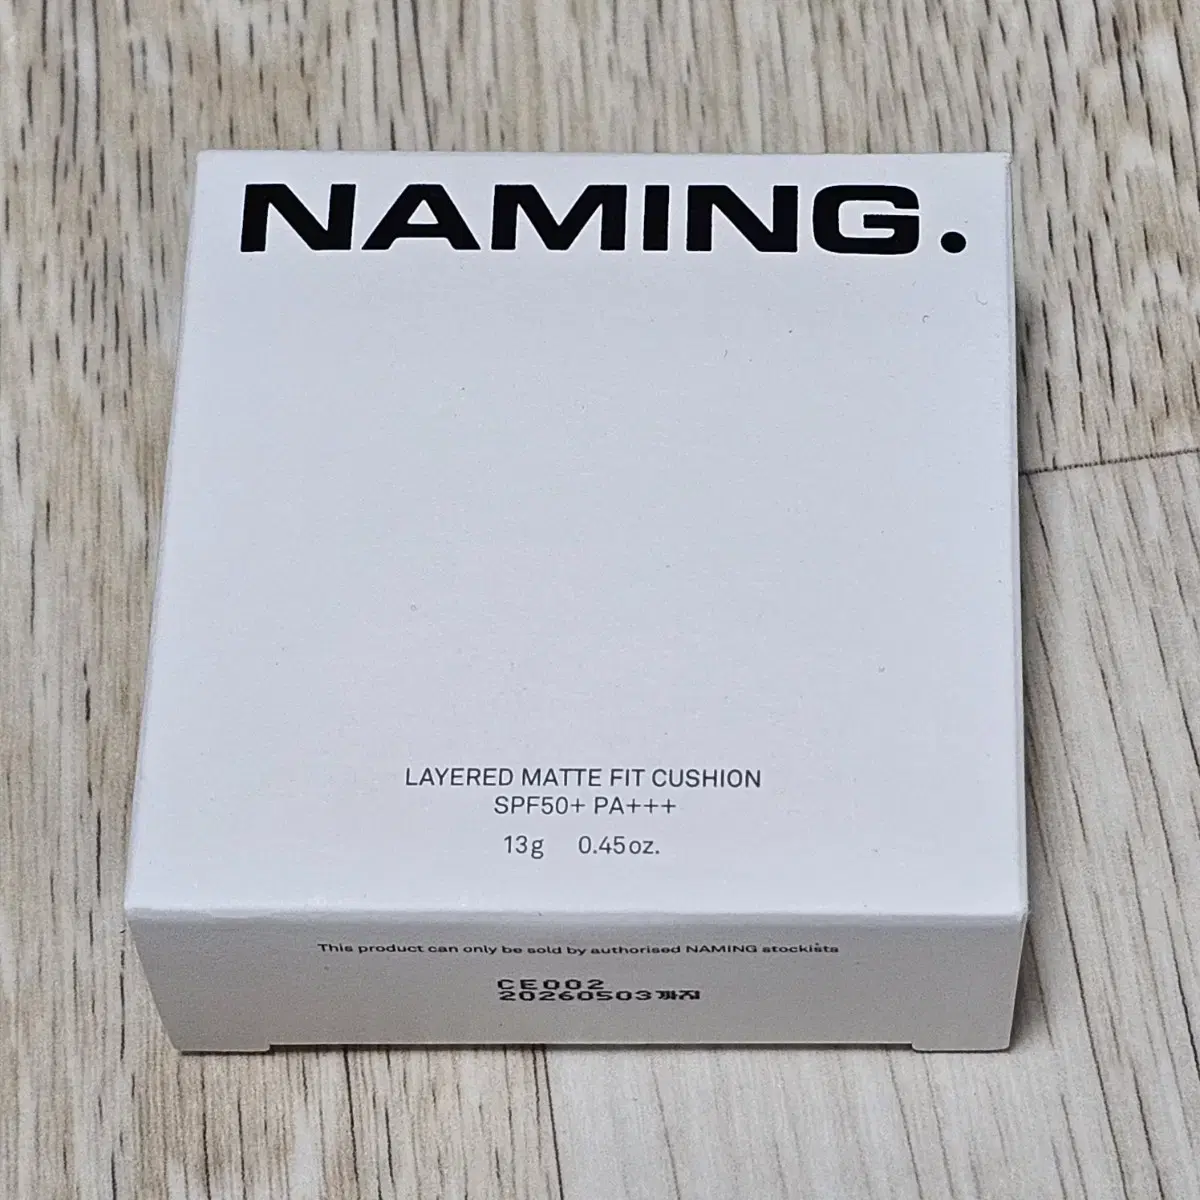 NAMING.
LAYERED MATTE FIT CUSHION
SPF50+ PA+++
13g 0.45oz.
This product can only be sold by authorised NAMING stockists
CE002
20260503까지